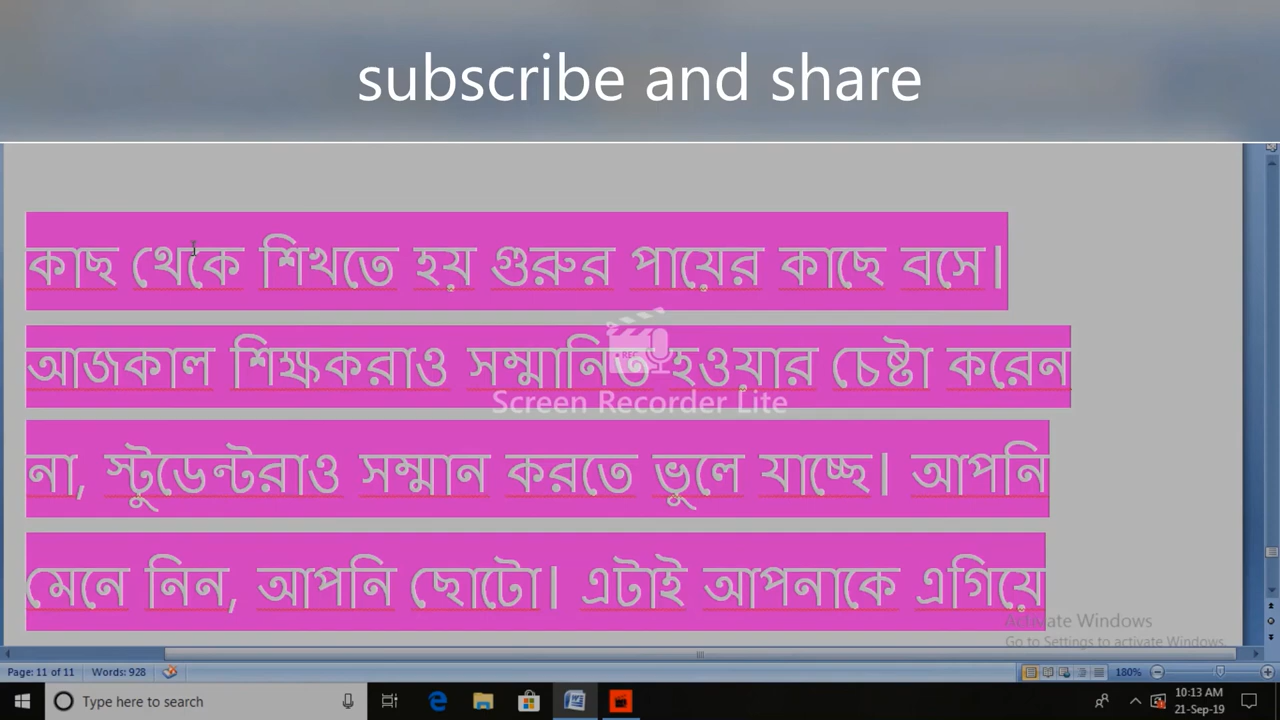 subscribe and share
কাছ থেকে শিখতে হয় গুরুর পায়ের কাছে বসে।
আজকাল শিক্ষকরাও সম্মানিত হওয়ার চেষ্টা করেন
না, স্টুডেন্টরাও সম্মান করতে ভুলে যাচ্ছে। আপনি
মেনে নিন, আপনি ছোটো। এটাই আপনাকে এগিয়ে
REC
Screen Recorder Lite
Activate Windows
Go to Settings to activate Windows.
Page: 11 of 11 Words: 928 180%
Type here to search
10:13 AM
21-Sep-19